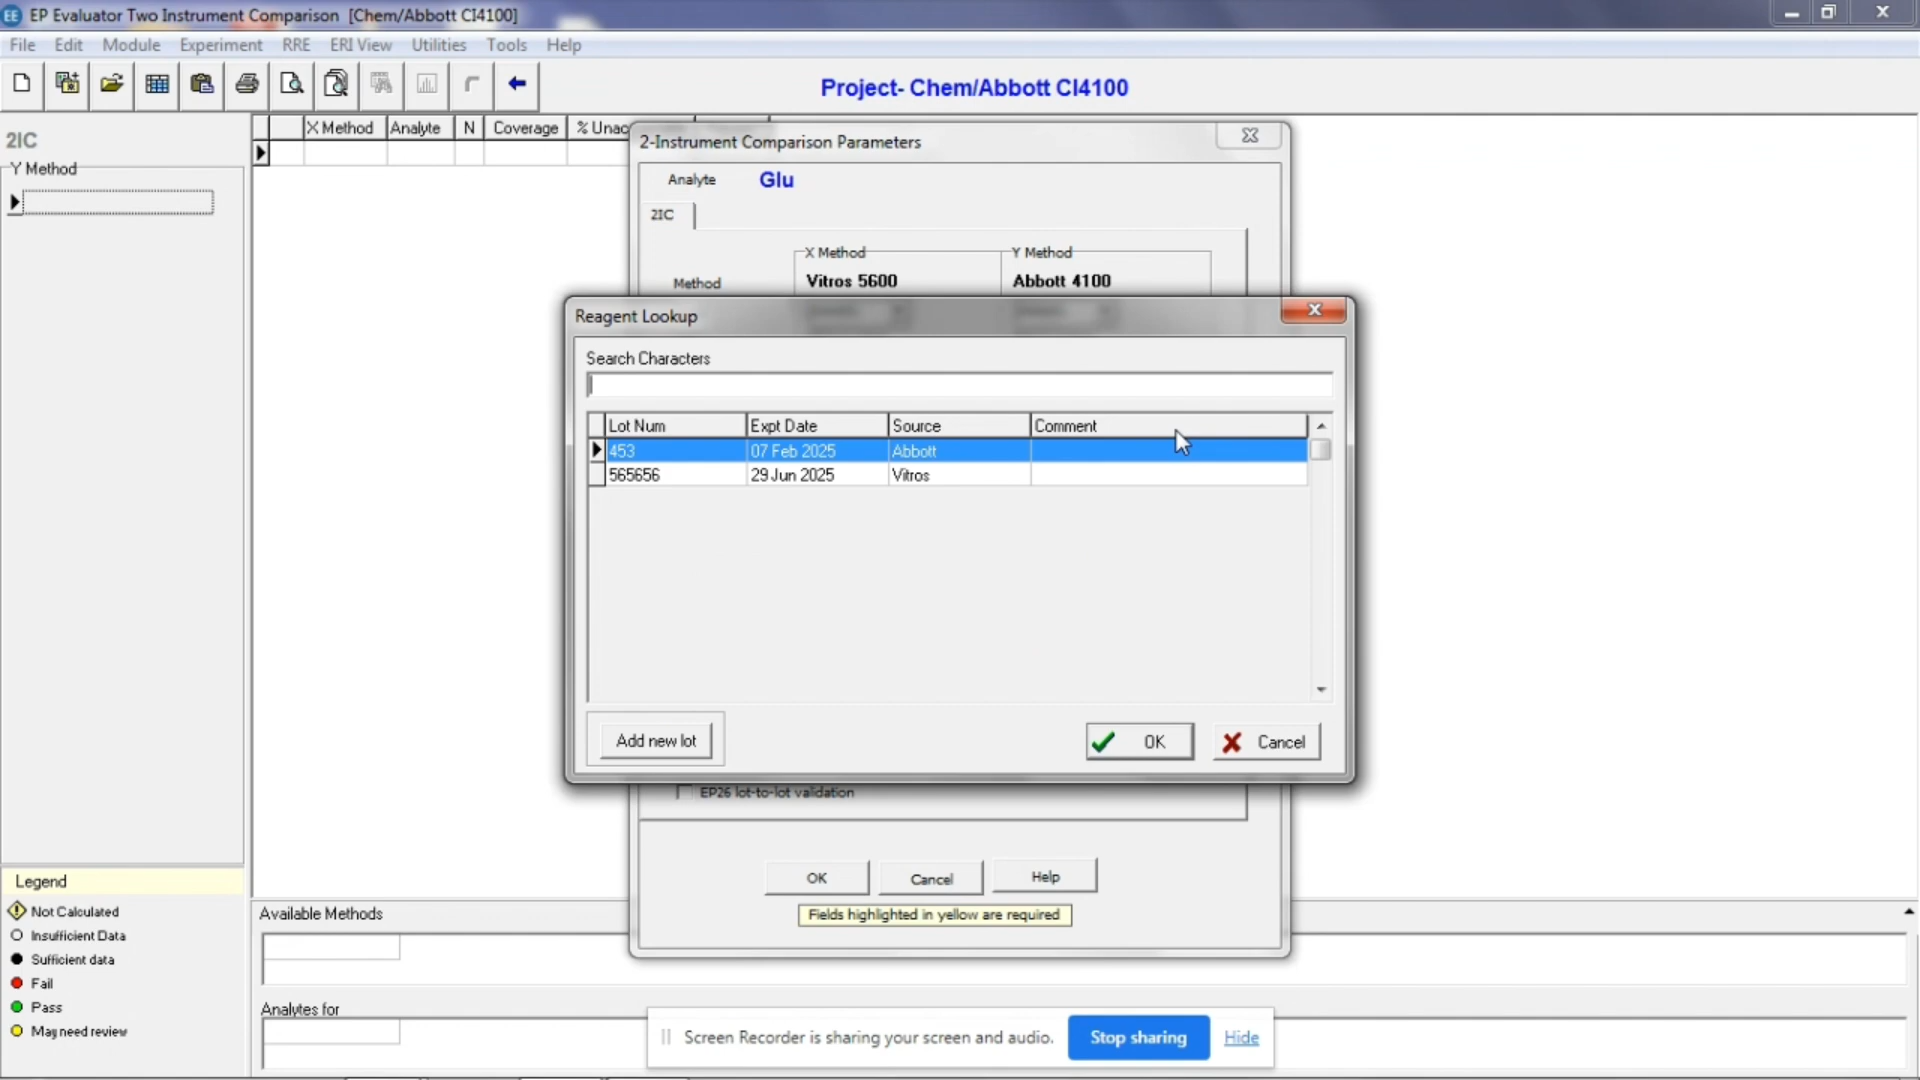 EE EP Evaluator Two Instrument Comparison [Chem/Abbott CI4100]
File Edit Module Experiment RRE ERI View Utilities Tools Help
Project- Chem/Abbott CI4100
2IC
Y Method
X Method Analyte N Coverage % Unac
2-Instrument Comparison Parameters
Analyte Glu
2IC
X Method Y Method
Method Vitros 5600 Abbott 4100
Reagent Lookup
Search Characters
Lot Num Expt Date Source Comment
453 07 Feb 2025 Abbott
565656 29 Jun 2025 Vitros
Add new lot OK Cancel
EP26 lot-to-lot validation
OK Cancel Help
Fields highlighted in yellow are required
Legend
Not Calculated
Insufficient Data
Sufficient data
Fail
Pass
May need review
Available Methods
Analytes for
Screen Recorder is sharing your screen and audio. Stop sharing Hide